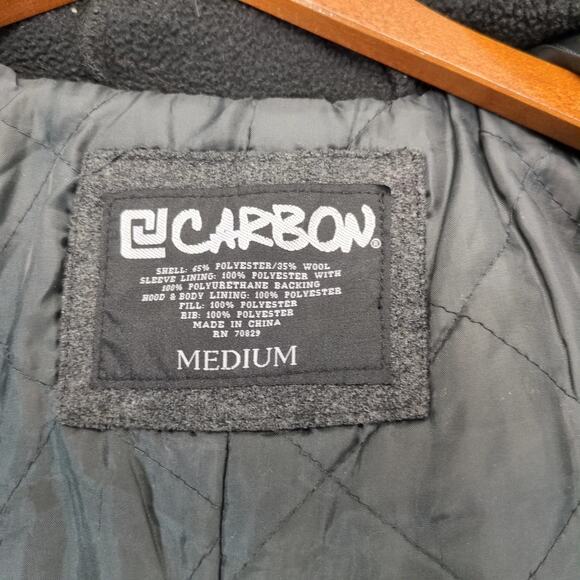 CARBON®
SHELL: 65% POLYESTER/35% WOOL
SLEEVE LINING: 100% POLYESTER WITH
100% POLYURETHANE BACKING
HOOD & BODY LINING: 100% POLYESTER
FILL: 100% POLYESTER
RIB: 100% POLYESTER
MADE IN CHINA
RN 70829
MEDIUM